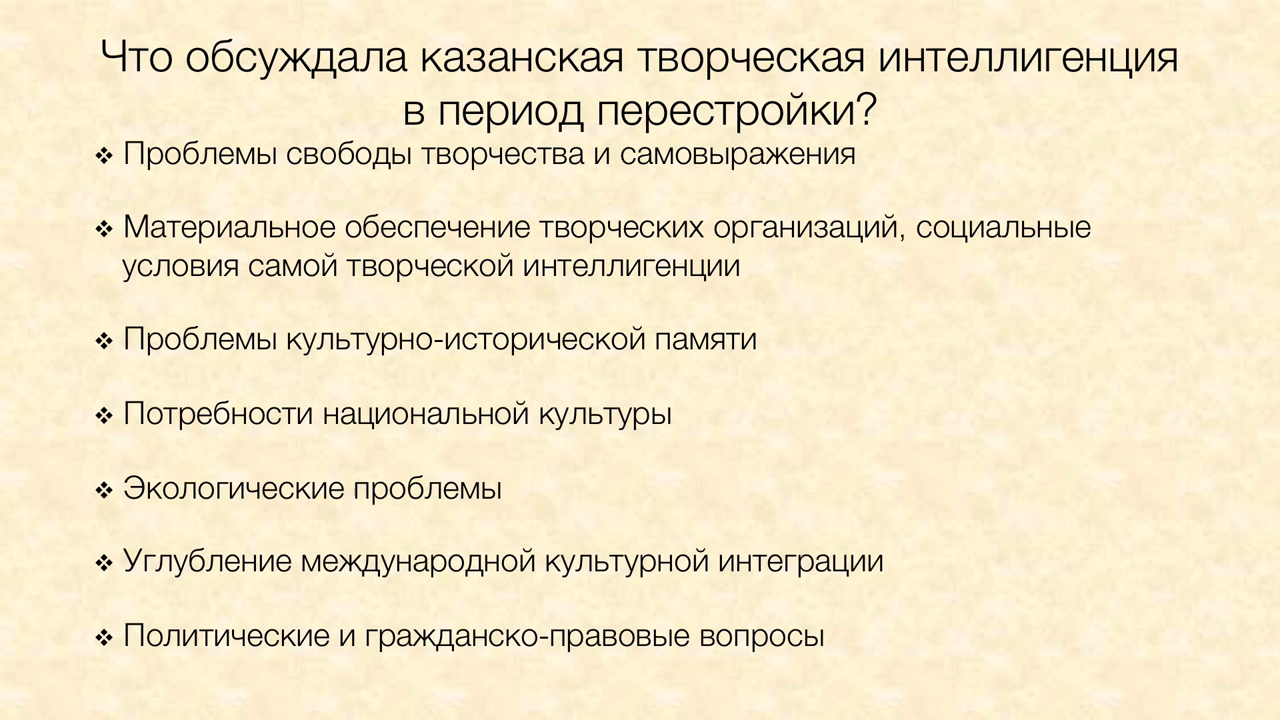 Что обсуждала казанская творческая интеллигенция
в период перестройки?
❖ Проблемы свободы творчества и самовыражения
❖ Материальное обеспечение творческих организаций, социальные
условия самой творческой интеллигенции
❖ Проблемы культурно-исторической памяти
❖ Потребности национальной культуры
❖ Экологические проблемы
❖ Углубление международной культурной интеграции
❖ Политические и гражданско-правовые вопросы